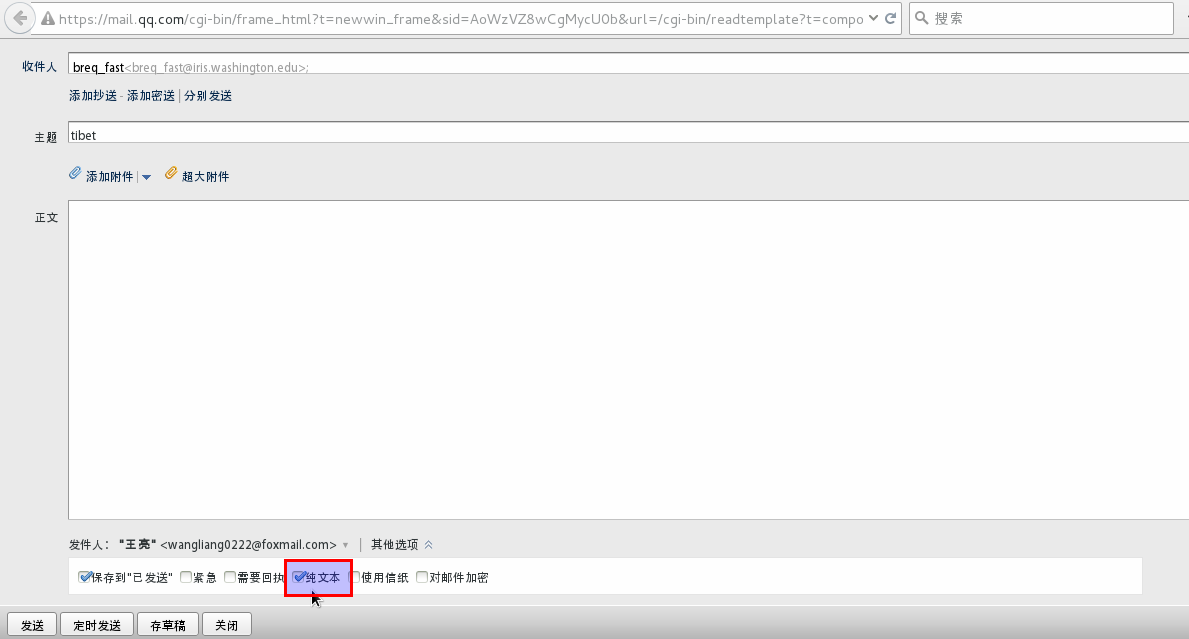 https://mail.qq.com/cgi-bin/frame_html?t=newwin_frame&sid=AoWzVZ8wCgMycU0b&url=/cgi-bin/readtemplate?t=compo 搜索
收件人 breq_fast<breq_fast@iris.washington.edu>;
添加抄送 - 添加密送 | 分别发送
主题 tibet
添加附件 | 超大附件
正文
发件人： "王亮" <wangliang0222@foxmail.com> | 其他选项
保存到"已发送" 紧急 需要回执 纯文本 使用信纸 对邮件加密
发送 定时发送 存草稿 关闭